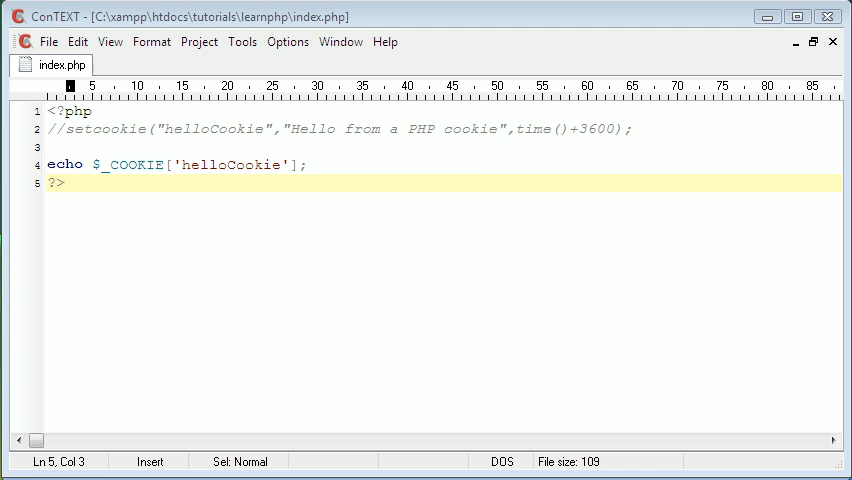 ConTEXT - [C:\xampp\htdocs\tutorials\learnphp\index.php]
File Edit View Format Project Tools Options Window Help
index.php
5 10 15 20 25 30 35 40 45 50 55 60 65 70 75 80 85
1 <?php
2 //setcookie("helloCookie","Hello from a PHP cookie",time()+3600);
3
4 echo $_COOKIE['helloCookie'];
5 ?>
Ln 5, Col 3 Insert Sel: Normal DOS File size: 109